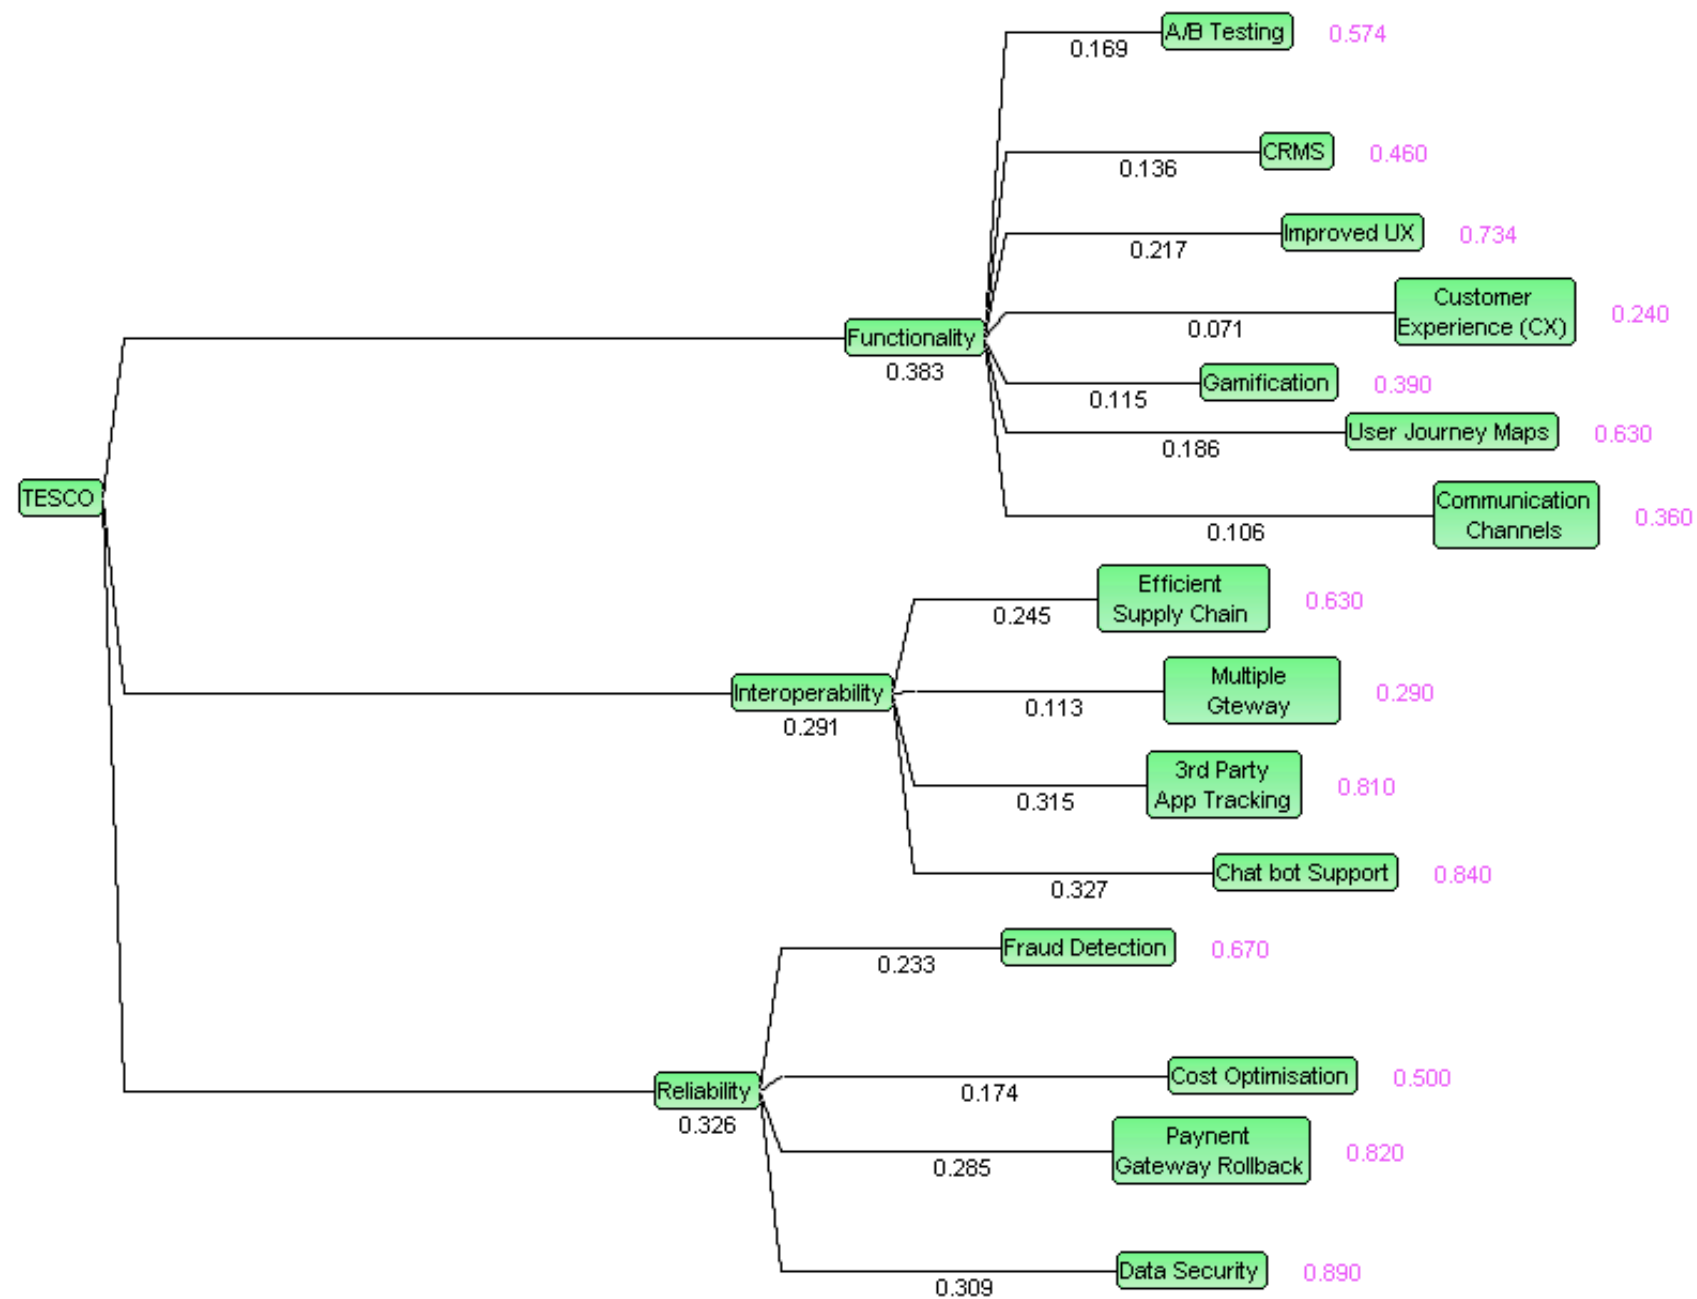 A/B Testing 0.574
0.169
CRMS 0.460
0.136
Improved UX 0.734
0.217
Customer
Experience (CX) 0.240
0.071
Functionality
0.383
Gamification 0.390
0.115
User Journey Maps 0.630
0.186
TESCO
Communication
Channels 0.360
0.106
Efficient
Supply Chain 0.630
0.245
Interoperability
0.291
Multiple
Gteway 0.290
0.113
3rd Party
App Tracking 0.810
0.315
Chat bot Support 0.840
0.327
Fraud Detection 0.670
0.233
Reliability
0.326
Cost Optimisation 0.500
0.174
Paynent
Gateway Rollback 0.820
0.285
Data Security 0.890
0.309